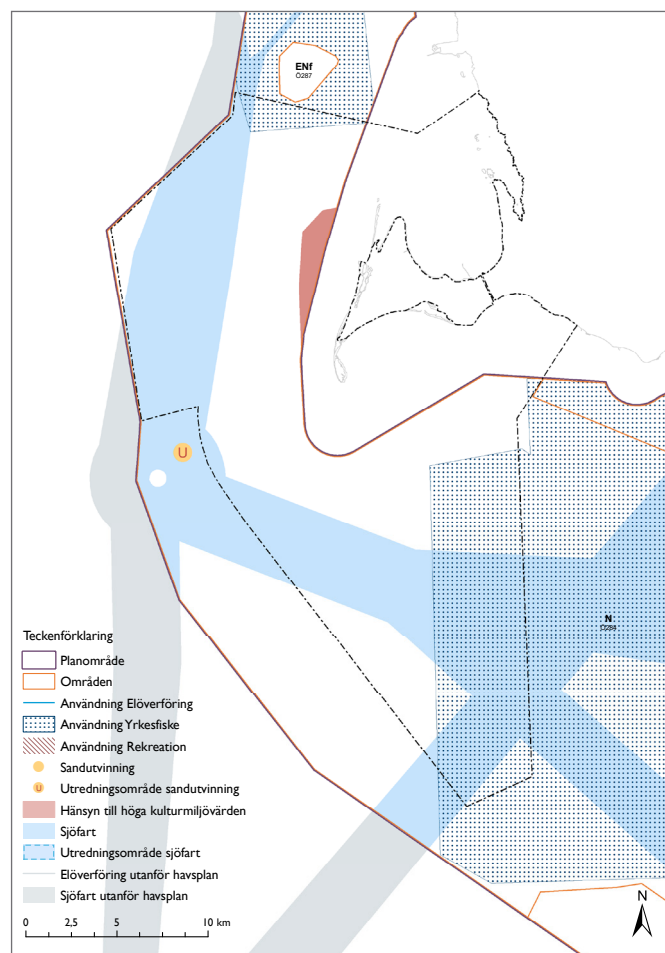 ENf
Ö287
U
N
Ö284
Teckenförklaring
Planområde
Områden
Användning Elöverföring
Användning Yrkesfiske
Användning Rekreation
Sandutvinning
U Utredningsområde sandutvinning
Hänsyn till höga kulturmiljövärden
Sjöfart
Utredningsområde sjöfart
Elöverföring utanför havsplan
Sjöfart utanför havsplan
0 2,5 5 10 km
N